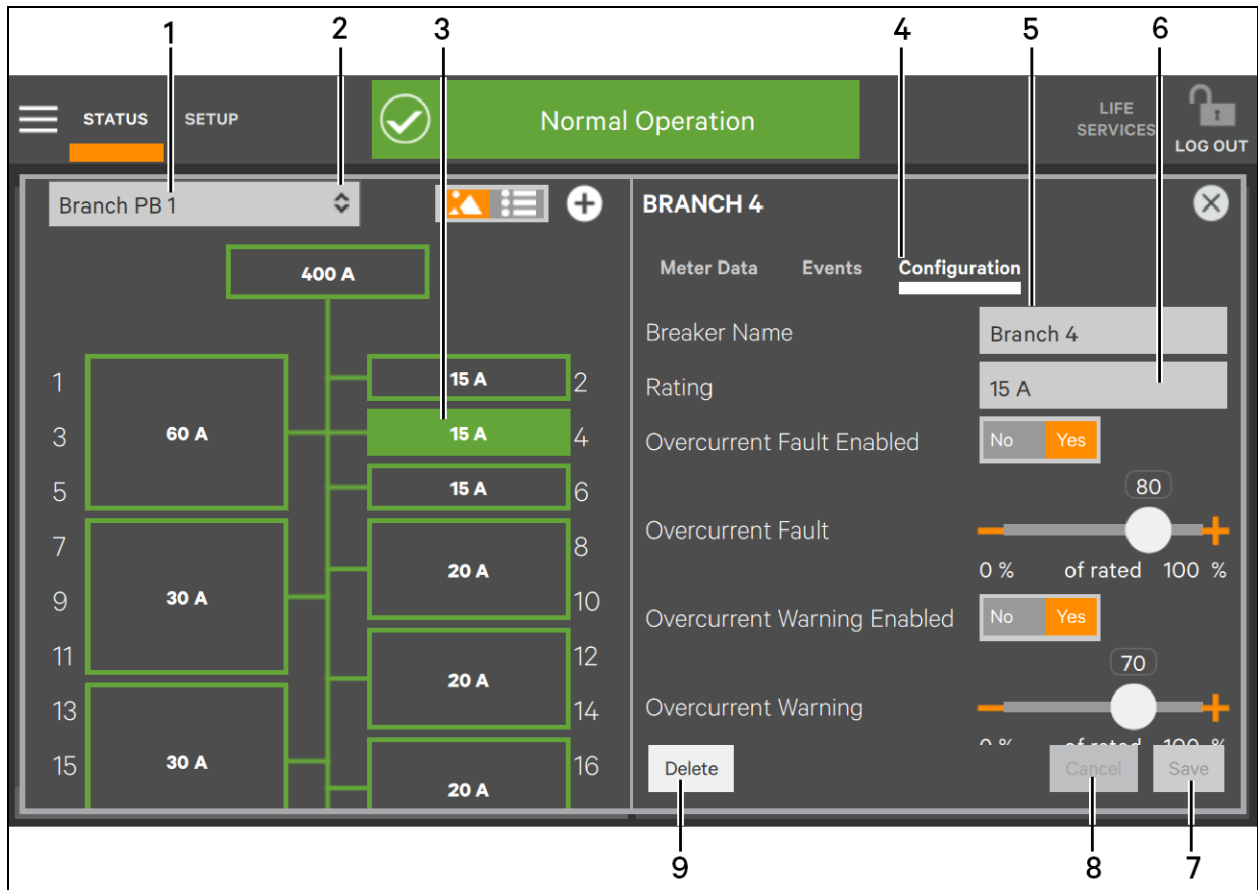 1 2 3 4 5 6
STATUS SETUP Normal Operation LIFE SERVICES LOG OUT
Branch PB 1
BRANCH 4
400 A
Meter Data Events Configuration
Breaker Name Branch 4
1 15 A 2
Rating 15 A
3 60 A 15 A 4
Overcurrent Fault Enabled No Yes
5 15 A 6
80
7 8
Overcurrent Fault
20 A
0 % of rated 100 %
9 30 A 10
Overcurrent Warning Enabled No Yes
11 12
70
20 A
13 14
Overcurrent Warning
0 % of rated 100 %
15 30 A 16
20 A
Delete Cancel Save
9 8 7